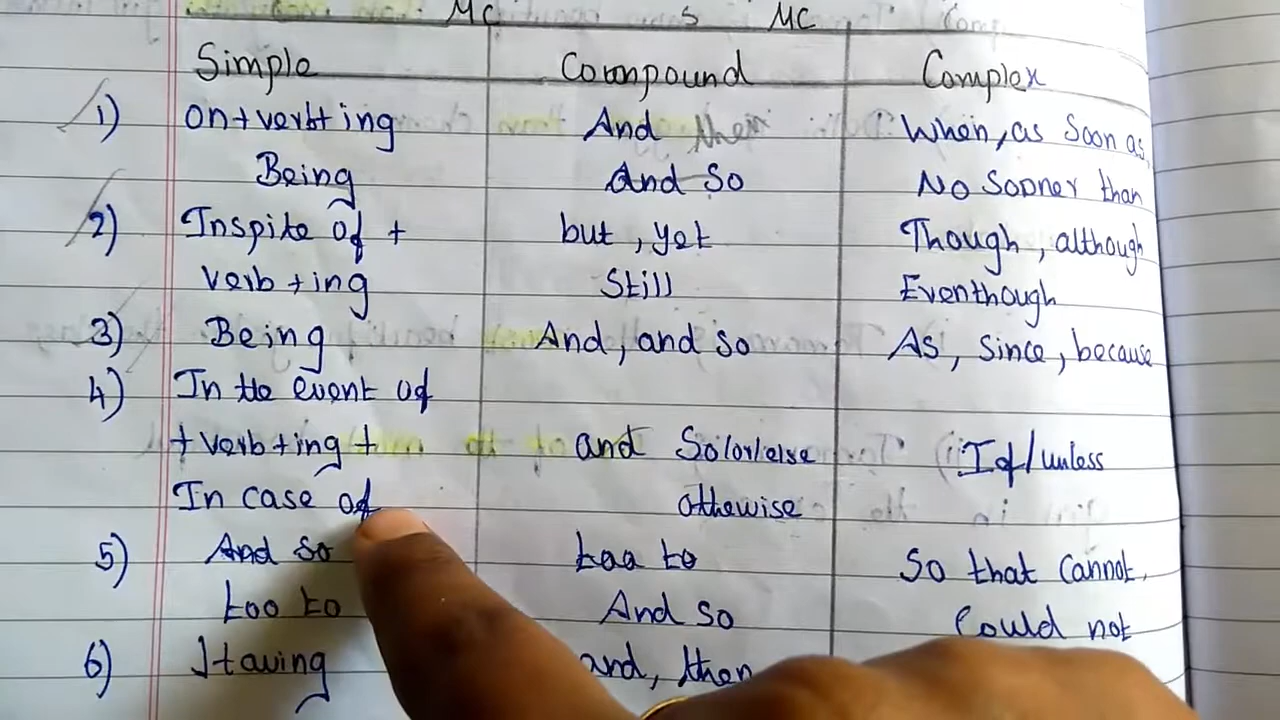 MC S MC Comp
Simple Compound Complex
1) on+verb+ing And then When, as Soon as,
Being And So No Sooner than
2) Inspite of + but, yet Though, although
verb +ing Still Eventhough
3) Being And, and so As, Since, because
4) In the event of
+ verb+ing + and So/or/else If/unless
In case of othewise
5) And so too to So that Cannot,
too to And So Could not
6) Having and, then